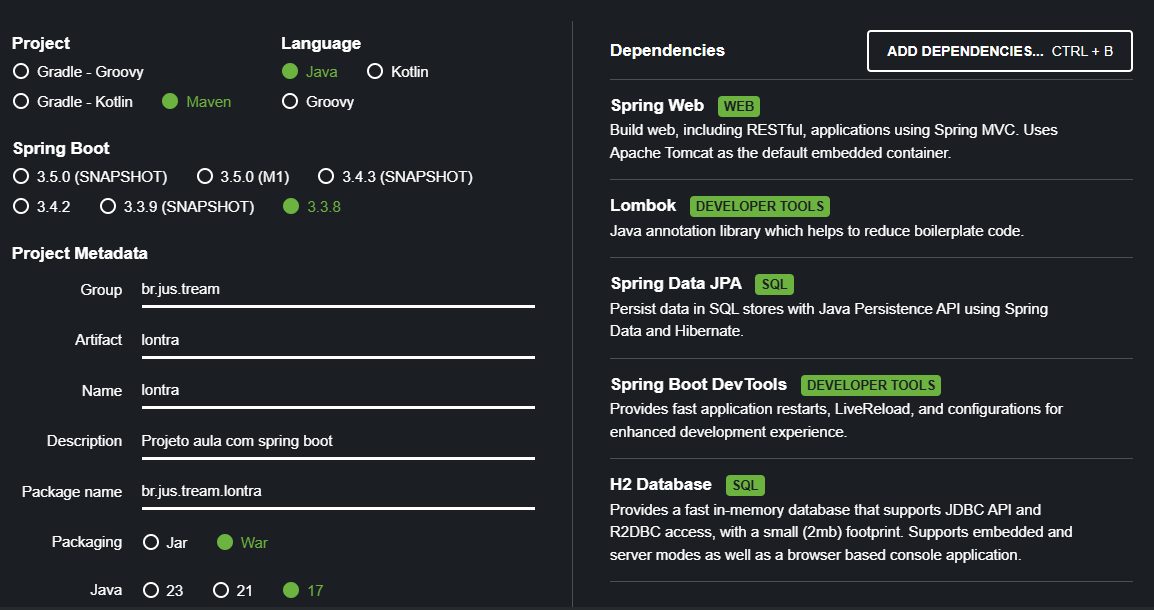 Project
Gradle - Groovy
Gradle - Kotlin Maven
Language
Java Kotlin
Groovy
Spring Boot
3.5.0 (SNAPSHOT) 3.5.0 (M1) 3.4.3 (SNAPSHOT)
3.4.2 3.3.9 (SNAPSHOT) 3.3.8
Project Metadata
Group br.jus.tream
Artifact lontra
Name lontra
Description Projeto aula com spring boot
Package name br.jus.tream.lontra
Packaging Jar War
Java 23 21 17
Dependencies ADD DEPENDENCIES... CTRL + B
Spring Web WEB
Build web, including RESTful, applications using Spring MVC. Uses
Apache Tomcat as the default embedded container.
Lombok DEVELOPER TOOLS
Java annotation library which helps to reduce boilerplate code.
Spring Data JPA SQL
Persist data in SQL stores with Java Persistence API using Spring
Data and Hibernate.
Spring Boot DevTools DEVELOPER TOOLS
Provides fast application restarts, LiveReload, and configurations for
enhanced development experience.
H2 Database SQL
Provides a fast in-memory database that supports JDBC API and
R2DBC access, with a small (2mb) footprint. Supports embedded and
server modes as well as a browser based console application.